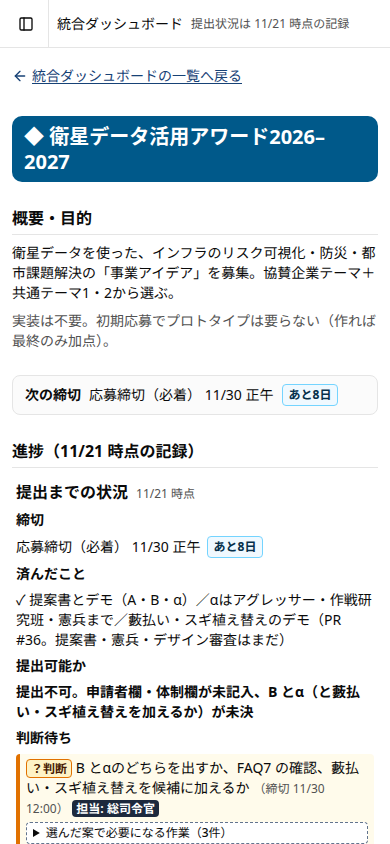 統合ダッシュボード 提出状況は 11/21 時点の記録
← 統合ダッシュボードの一覧へ戻る
◆ 衛星データ活用アワード2026–
2027
概要・目的
衛星データを使った、インフラのリスク可視化・防災・都
市課題解決の「事業アイデア」を募集。協賛企業テーマ＋
共通テーマ1・2から選ぶ。
実装は不要。初期応募でプロトタイプは要らない（作れば
最終のみ加点）。
次の締切 応募締切（必着） 11/30 正午 あと8日
進捗（11/21 時点の記録）
提出までの状況 11/21 時点
締切
応募締切（必着） 11/30 正午 あと8日
済んだこと
✓ 提案書とデモ（A・B・α）／αはアグレッサー・作戦研
究班・憲兵まで／藪払い・スギ植え替えのデモ（PR
#36。提案書・憲兵・デザイン審査はまだ）
提出可能か
提出不可。申請者欄・体制欄が未記入、B とα（と藪払
い・スギ植え替えを加えるか）が未決
判断待ち
？判断 B とαのどちらを出すか、FAQ7 の確認、藪払
い・スギ植え替えを候補に加えるか （締切 11/30
12:00） 担当: 総司令官
▶ 選んだ案で必要になる作業（3件）